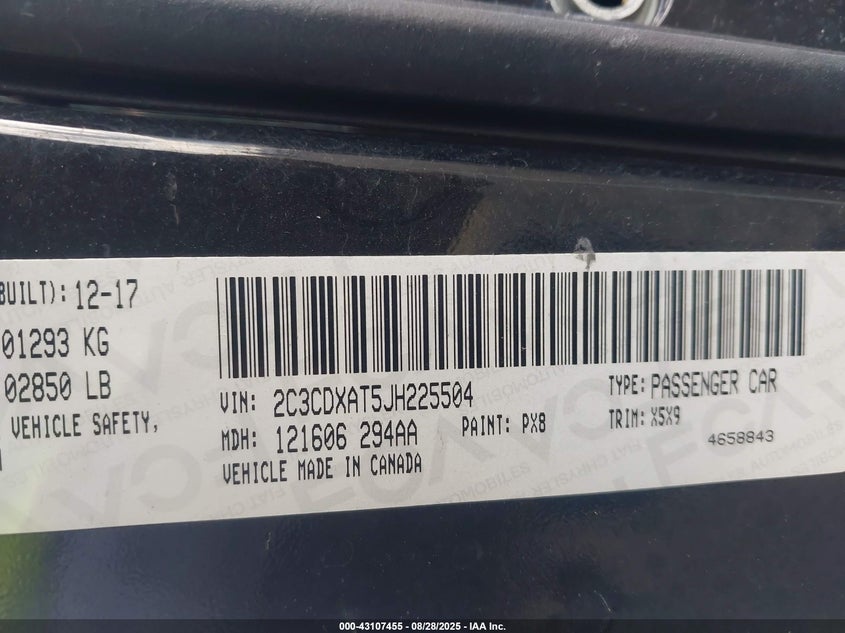 BUILT): 12-17
01293 KG
02850 LB
VEHICLE SAFETY,
VIN: 2C3CDXAT5JH225504
TYPE: PASSENGER CAR
MDH: 121606 294AA
PAINT: PX8
TRIM: X5X9
VEHICLE MADE IN CANADA
4658843
000-43107455 - 08/28/2025 - IAA Inc.